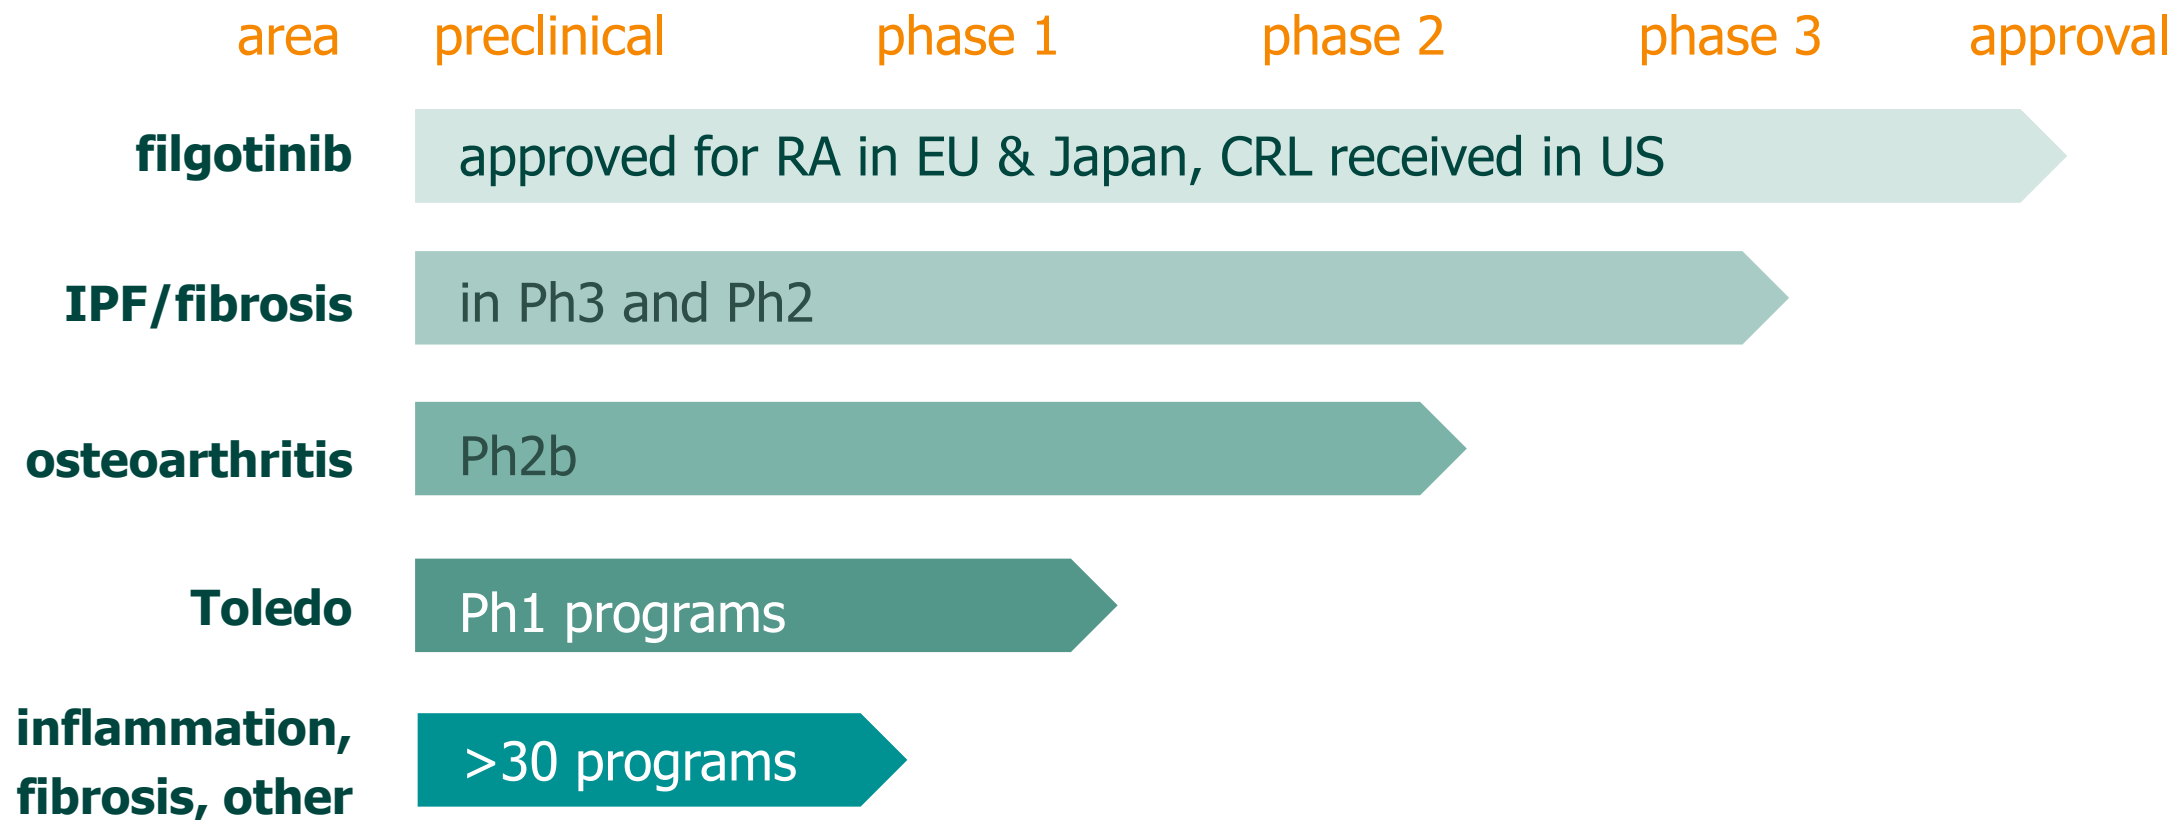 area preclinical phase 1 phase 2 phase 3 approval
filgotinib approved for RA in EU & Japan, CRL received in US
IPF/fibrosis in Ph3 and Ph2
osteoarthritis Ph2b
Toledo Ph1 programs
inflammation,
fibrosis, other
>30 programs